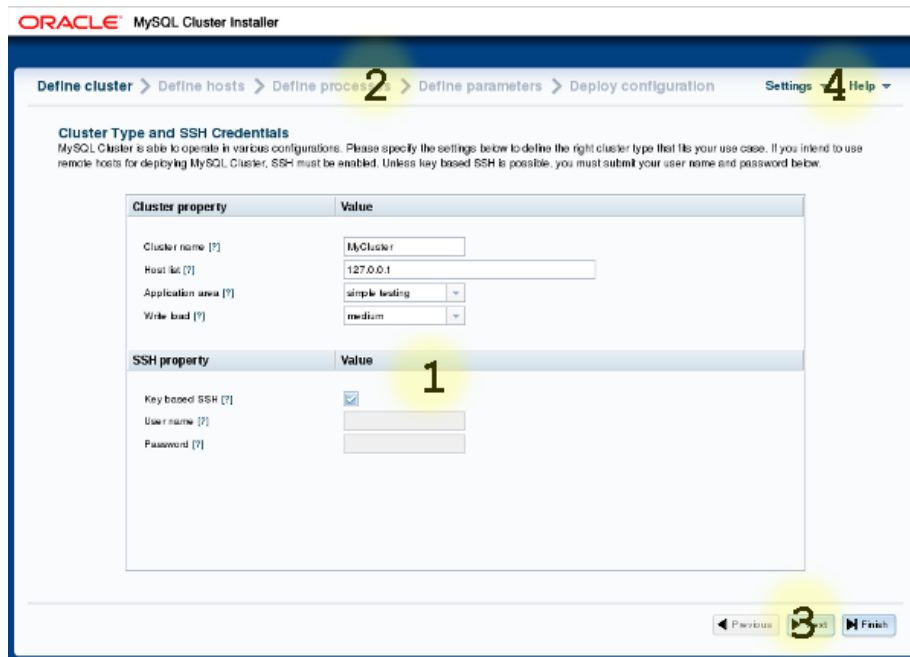 ORACLE® MySQL Cluster Installer
Define cluster > Define hosts > Define processes > Define parameters > Deploy configuration Settings Help
2
4
Cluster Type and SSH Credentials
MySQL Cluster is able to operate in various configurations. Please specify the settings below to define the right cluster type that fits your use case. If you intend to use
remote hosts for deploying MySQL Cluster, SSH must be enabled. Unless key based SSH is possible, you must submit your user name and password below.
Cluster property Value
Cluster name [?] MyCluster
Host list [?] 127.0.0.1
Application area [?] simple testing
Write load [?] medium
SSH property Value
1
Key based SSH [?]
User name [?]
Password [?]
Previous Next Finish
3